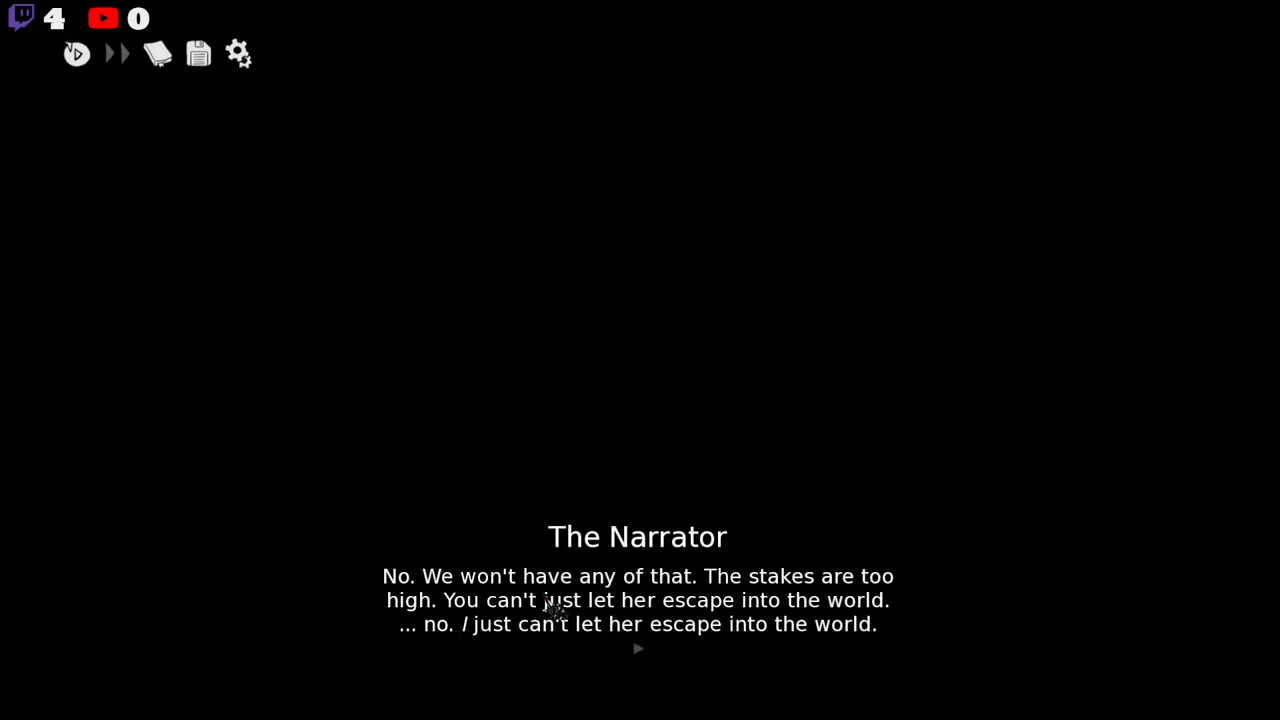 4 0
The Narrator
No. We won't have any of that. The stakes are too
high. You can't just let her escape into the world.
... no. I just can't let her escape into the world.